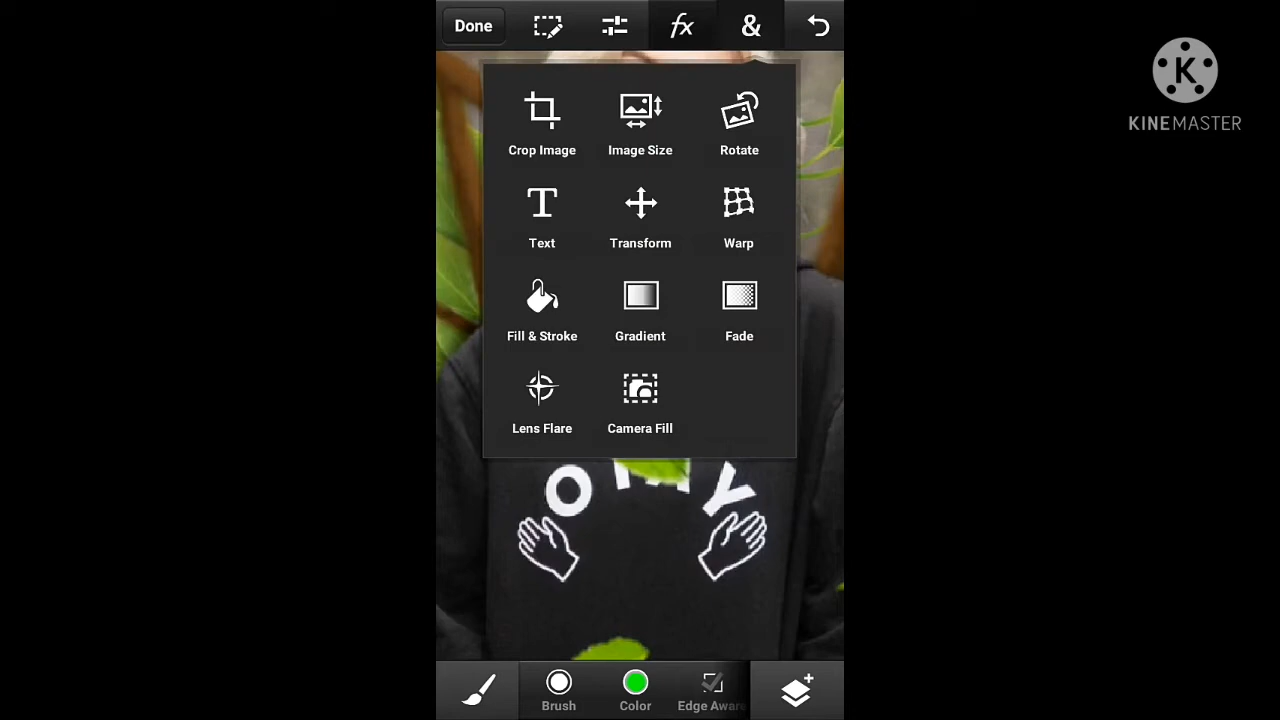 Done fx &
K
KINEMASTER
Crop Image Image Size Rotate
T
Text Transform Warp
Fill & Stroke Gradient Fade
Lens Flare Camera Fill
Brush Color Edge Awar